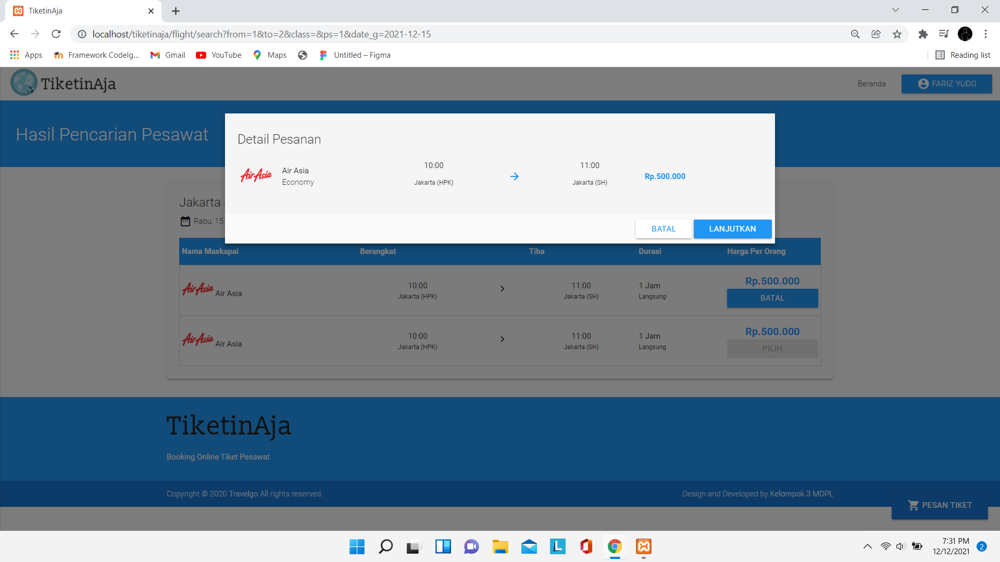 TiketinAja
localhost/tiketinaja/flight/search?from=1&to=2&class=&ps=1&date_g=2021-12-15
Apps
Framework CodeIg...
Gmail
YouTube
Maps
Untitled – Figma
Reading list
TiketinAja
Beranda
FARIZ YUDO
Hasil Pencarian Pesawat
Detail Pesanan
AirAsia
Air Asia
Economy
10:00
Jakarta (HPK)
11:00
Jakarta (SH)
Rp.500.000
BATAL
LANJUTKAN
Jakarta
Rabu, 15
Nama Maskapai Berangkat Tiba Durasi Harga Per Orang
AirAsia Air Asia
10:00
Jakarta (HPK)
11:00
Jakarta (SH)
1 Jam
Langsung
Rp.500.000
BATAL
AirAsia Air Asia
10:00
Jakarta (HPK)
11:00
Jakarta (SH)
1 Jam
Langsung
Rp.500.000
PILIH
TiketinAja
Booking Online Tiket Pesawat
Copyright © 2020 Travelgo All rights reserved.
Design and Developed by Kelompok 3 MDPL
PESAN TIKET
L
7:31 PM
12/12/2021
2